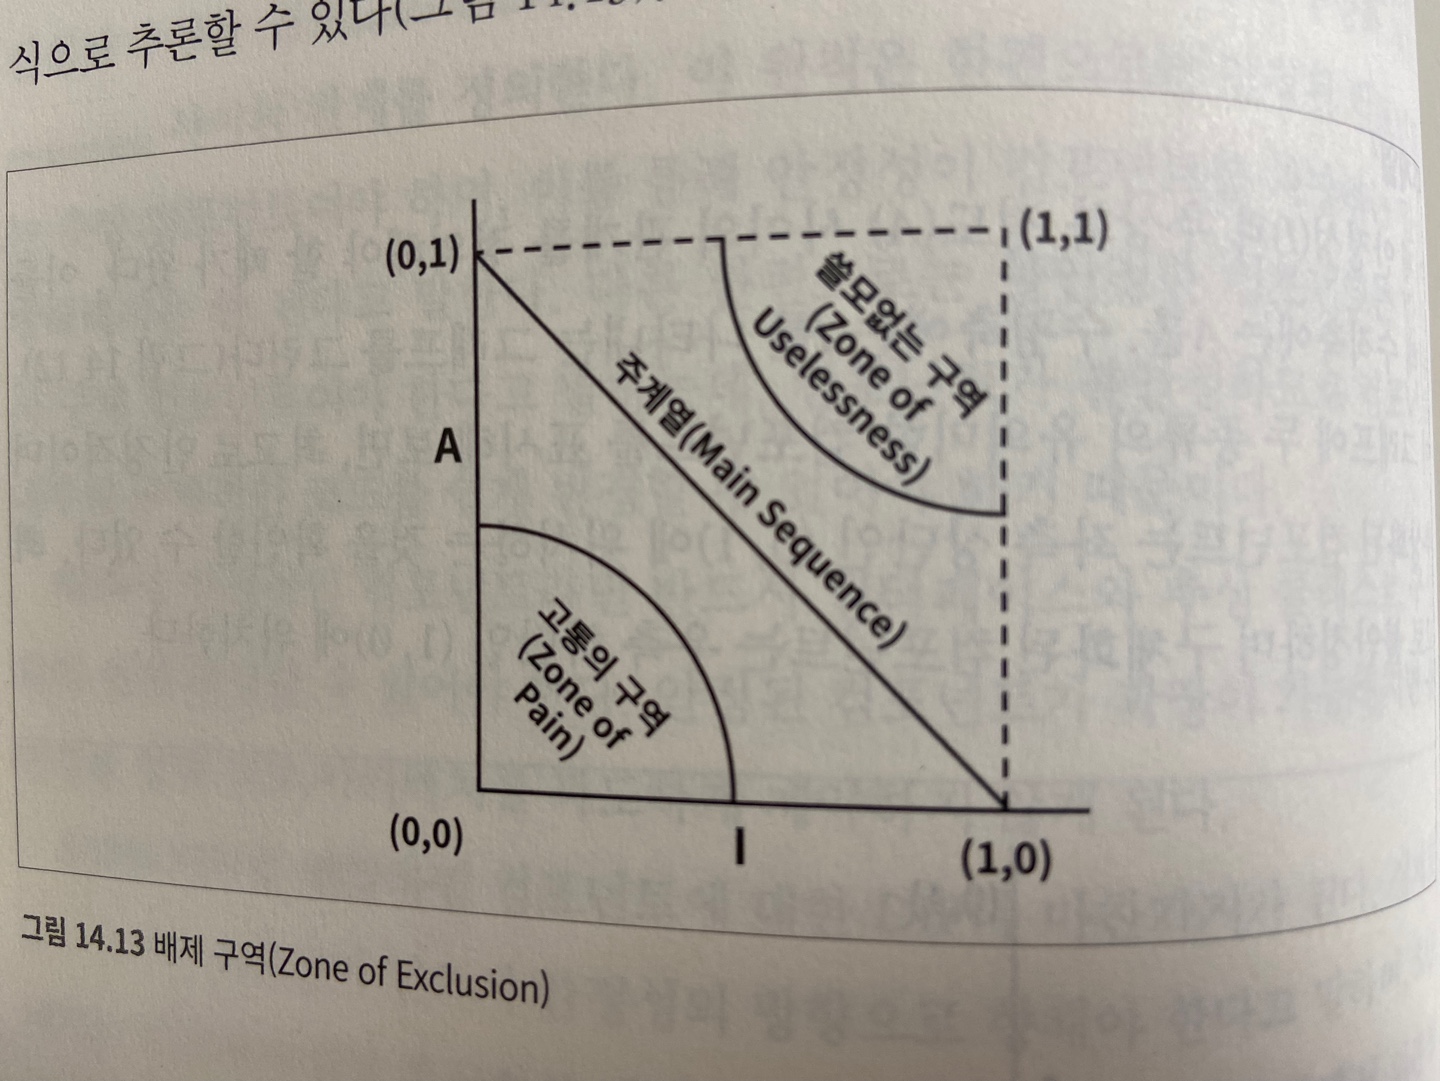 식으로 추론할 수 있다(그림
(0,1)
(1,1)
쓸모없는 구역
(Zone of
Uselessness)
주계열(Main Sequence)
A
고통의 구역
(Zone of
Pain)
(0,0)
I
(1,0)
그림 14.13 배제 구역(Zone of Exclusion)